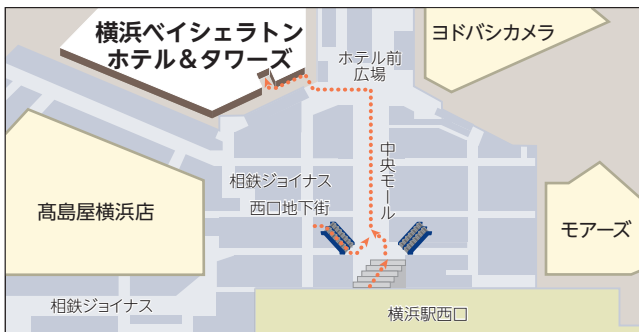 横浜ベイシェラトン
ホテル＆タワーズ
ヨドバシカメラ
ホテル前
広場
中央モール
相鉄ジョイナス
西口地下街
髙島屋横浜店
モアーズ
相鉄ジョイナス
横浜駅西口